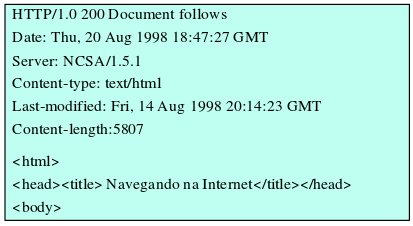 HTTP/1.0 200 Document follows
Date: Thu, 20 Aug 1998 18:47:27 GMT
Server: NCSA/1.5.1
Content-type: text/html
Last-modified: Fri, 14 Aug 1998 20:14:23 GMT
Content-length:5807
<html>
<head><title> Navegando na Internet</title></head>
<body>